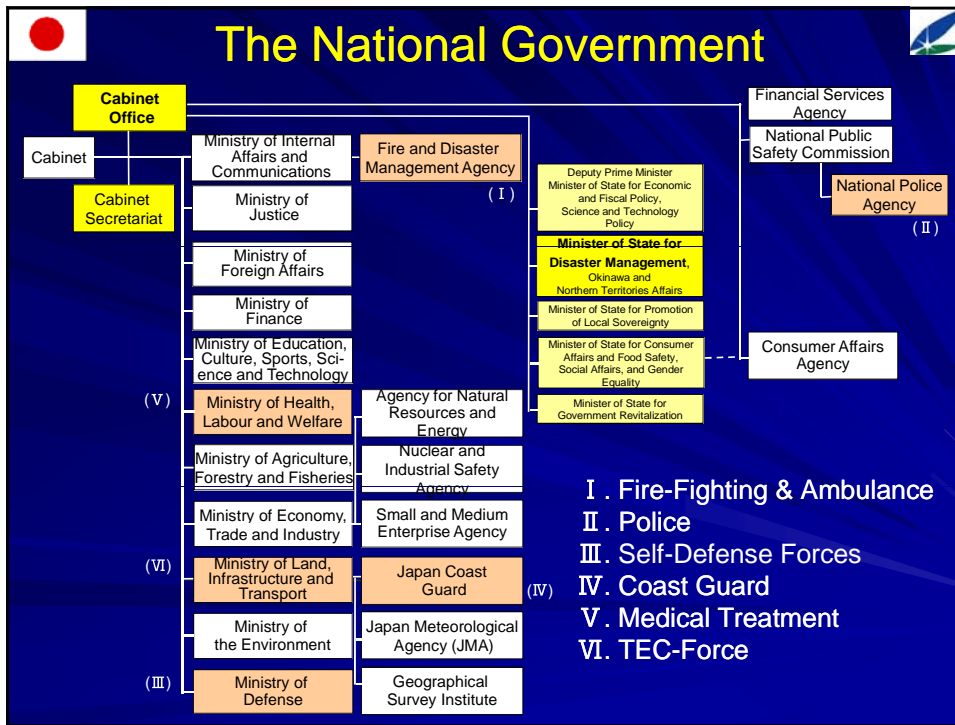 The National Government
Cabinet
Office
Cabinet
Cabinet
Secretariat
Ministry of Internal
Affairs and
Communications
Fire and Disaster
Management Agency
(Ⅰ)
Ministry of
Justice
Ministry of
Foreign Affairs
Ministry of
Finance
Ministry of Education,
Culture, Sports, Sci-
ence and Technology
(Ⅴ)
Ministry of Health,
Labour and Welfare
Ministry of Agriculture,
Forestry and Fisheries
Ministry of Economy,
Trade and Industry
(Ⅵ)
Ministry of Land,
Infrastructure and
Transport
Ministry of
the Environment
(Ⅲ)
Ministry of
Defense
Agency for Natural
Resources and
Energy
Nuclear and
Industrial Safety
Agency
Small and Medium
Enterprise Agency
Japan Coast
Guard
(Ⅳ)
Japan Meteorological
Agency (JMA)
Geographical
Survey Institute
Deputy Prime Minister
Minister of State for Economic
and Fiscal Policy,
Science and Technology
Policy
Minister of State for
Disaster Management,
Okinawa and
Northern Territories Affairs
Minister of State for Promotion
of Local Sovereignty
Minister of State for Consumer
Affairs and Food Safety,
Social Affairs, and Gender
Equality
Minister of State for
Government Revitalization
Financial Services
Agency
National Public
Safety Commission
National Police
Agency
(Ⅱ)
Consumer Affairs
Agency
Ⅰ. Fire-Fighting & Ambulance
Ⅱ. Police
Ⅲ. Self-Defense Forces
Ⅳ. Coast Guard
Ⅴ. Medical Treatment
Ⅵ. TEC-Force